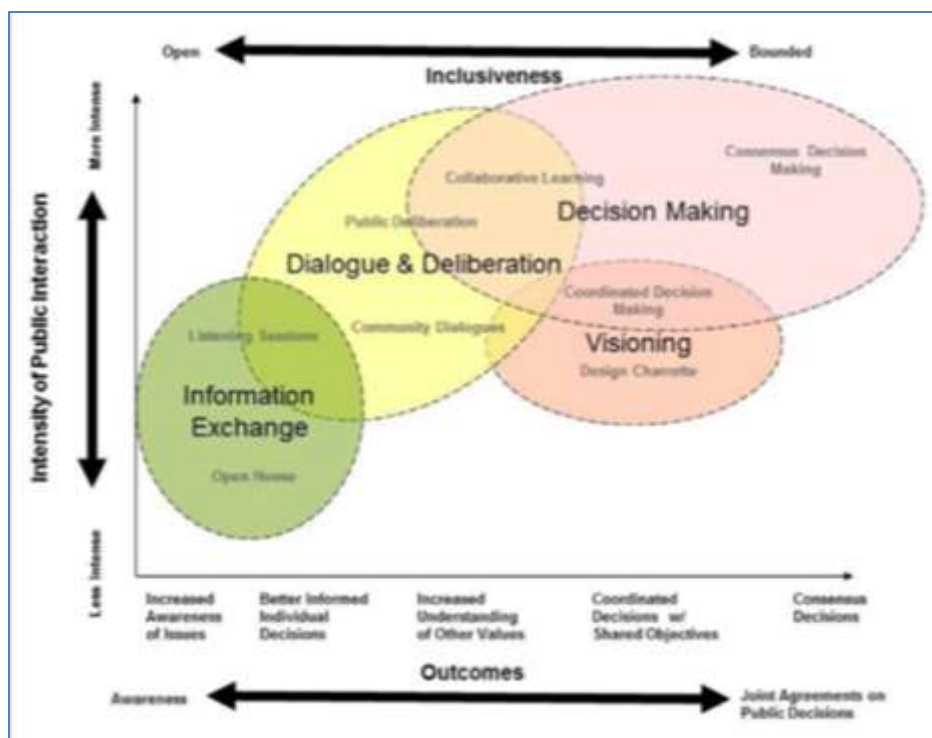 Open
Bounded
Inclusiveness
More Intense
Intensity of Public Interaction
Less Intense
Consensus Decision
Making
Collaborative Learning
Decision Making
Public Deliberation
Dialogue & Deliberation
Coordinated Decision
Making
Listening Sessions
Community Dialogues
Visioning
Design Charrette
Information
Exchange
Open House
Increased
Awareness
of Issues
Better Informed
Individual
Decisions
Increased
Understanding
of Other Values
Coordinated
Decisions w/
Shared Objectives
Consensus
Decisions
Outcomes
Awareness
Joint Agreements on
Public Decisions